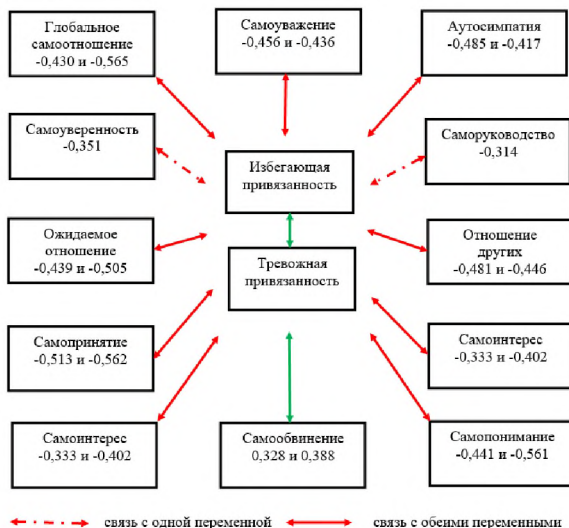 Глобальное
самоотношение
-0,430 и -0,565
Самоуважение
-0,456 и -0,436
Аутосимпатия
-0,485 и -0,417
Самоуверенность
-0,351
Избегающая
привязанность
Саморуководство
-0,314
Ожидаемое
отношение
-0,439 и -0,505
Тревожная
привязанность
Отношение
других
-0,481 и -0,446
Самопринятие
-0,513 и -0,562
Самоинтерес
-0,333 и -0,402
Самоинтерес
-0,333 и -0,402
Самообвинение
0,328 и 0,388
Самопонимание
-0,441 и -0,561
связь с одной переменной
связь с обеими переменными